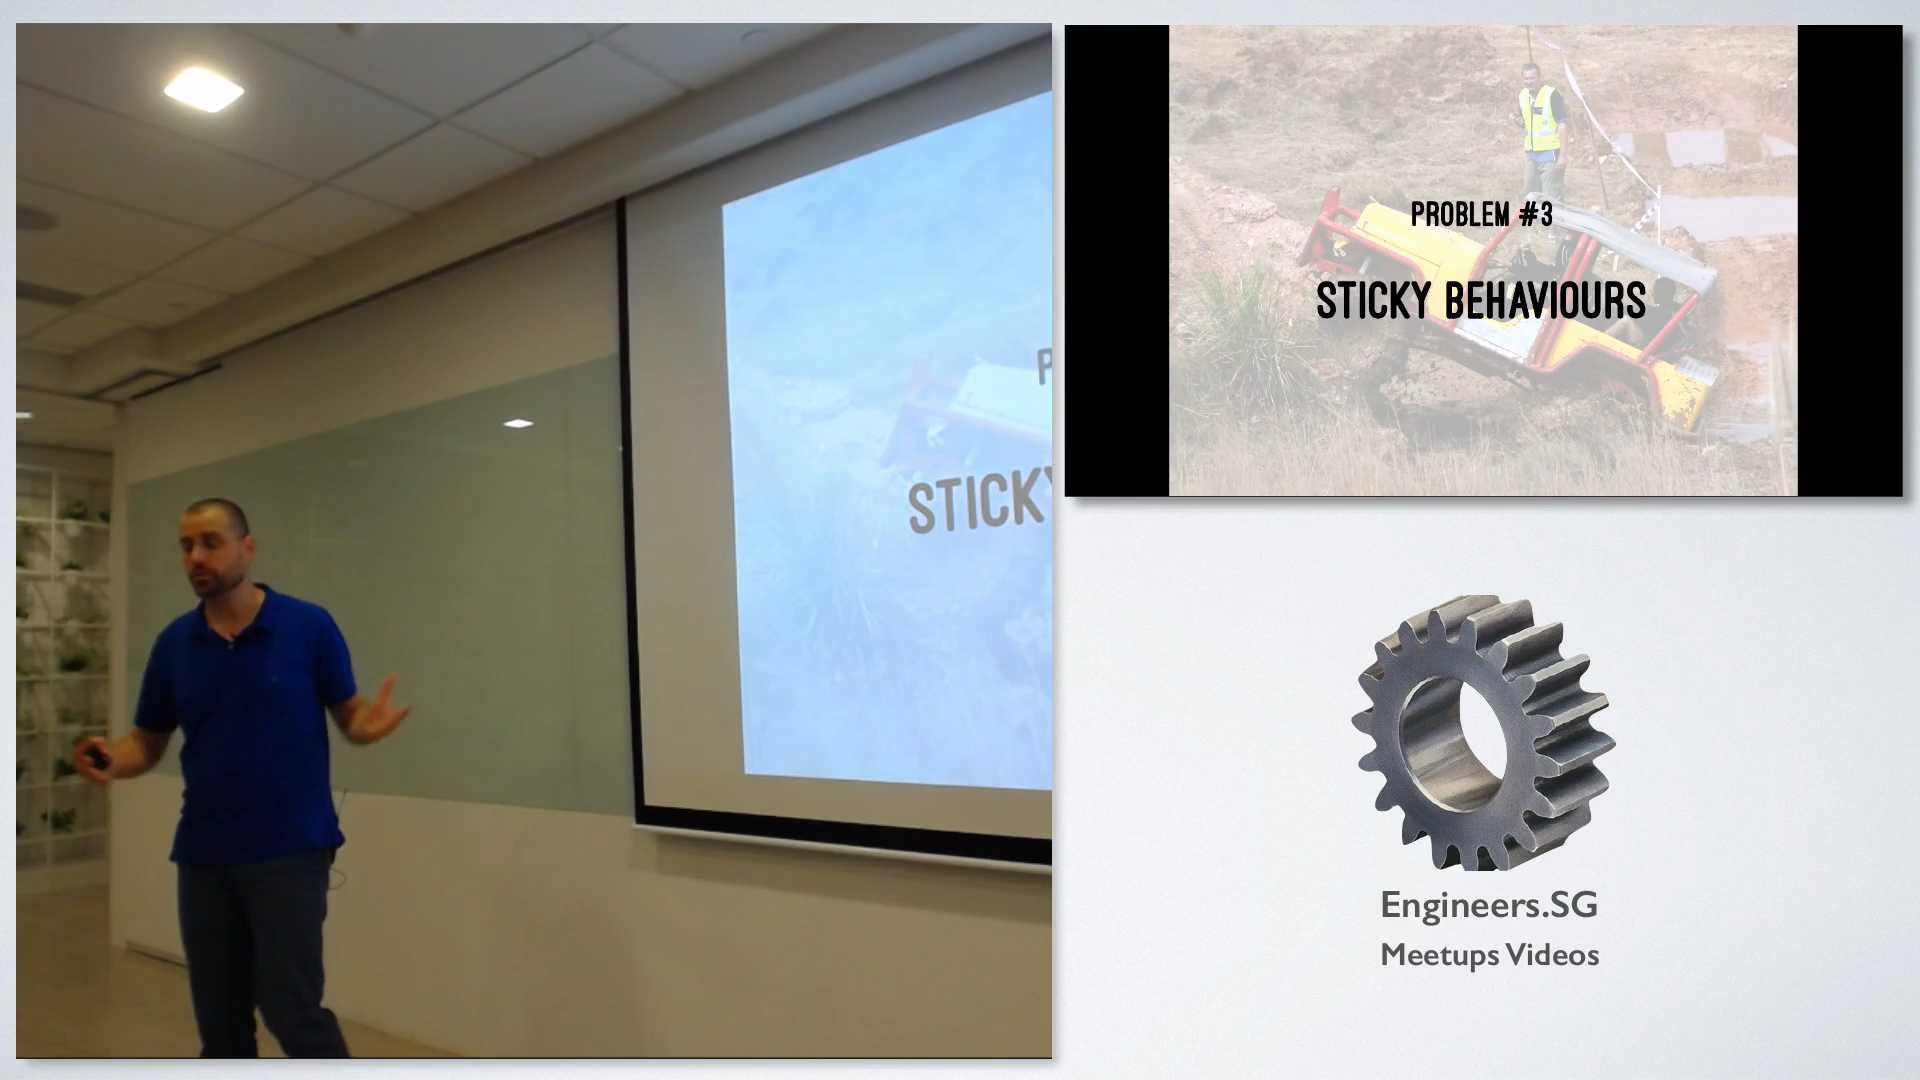 P
STICKY
PROBLEM #3
STICKY BEHAVIOURS
Engineers.SG
Meetups Videos